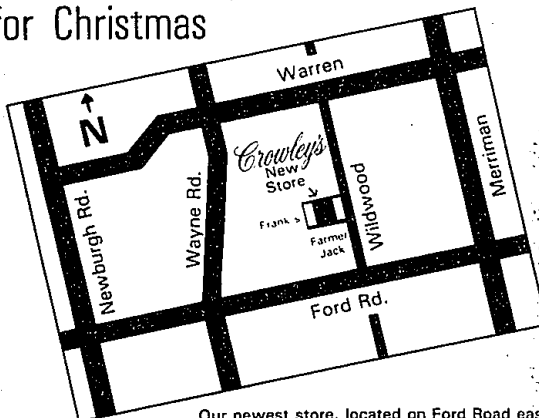 for Christmas
Warren
N
Crowley's
New
Store
Frank's
Farmer
Jack
Newburgh Rd.
Wayne Rd.
Wildwood
Merriman
Ford Rd.
Our newest store, located on Ford Road eas